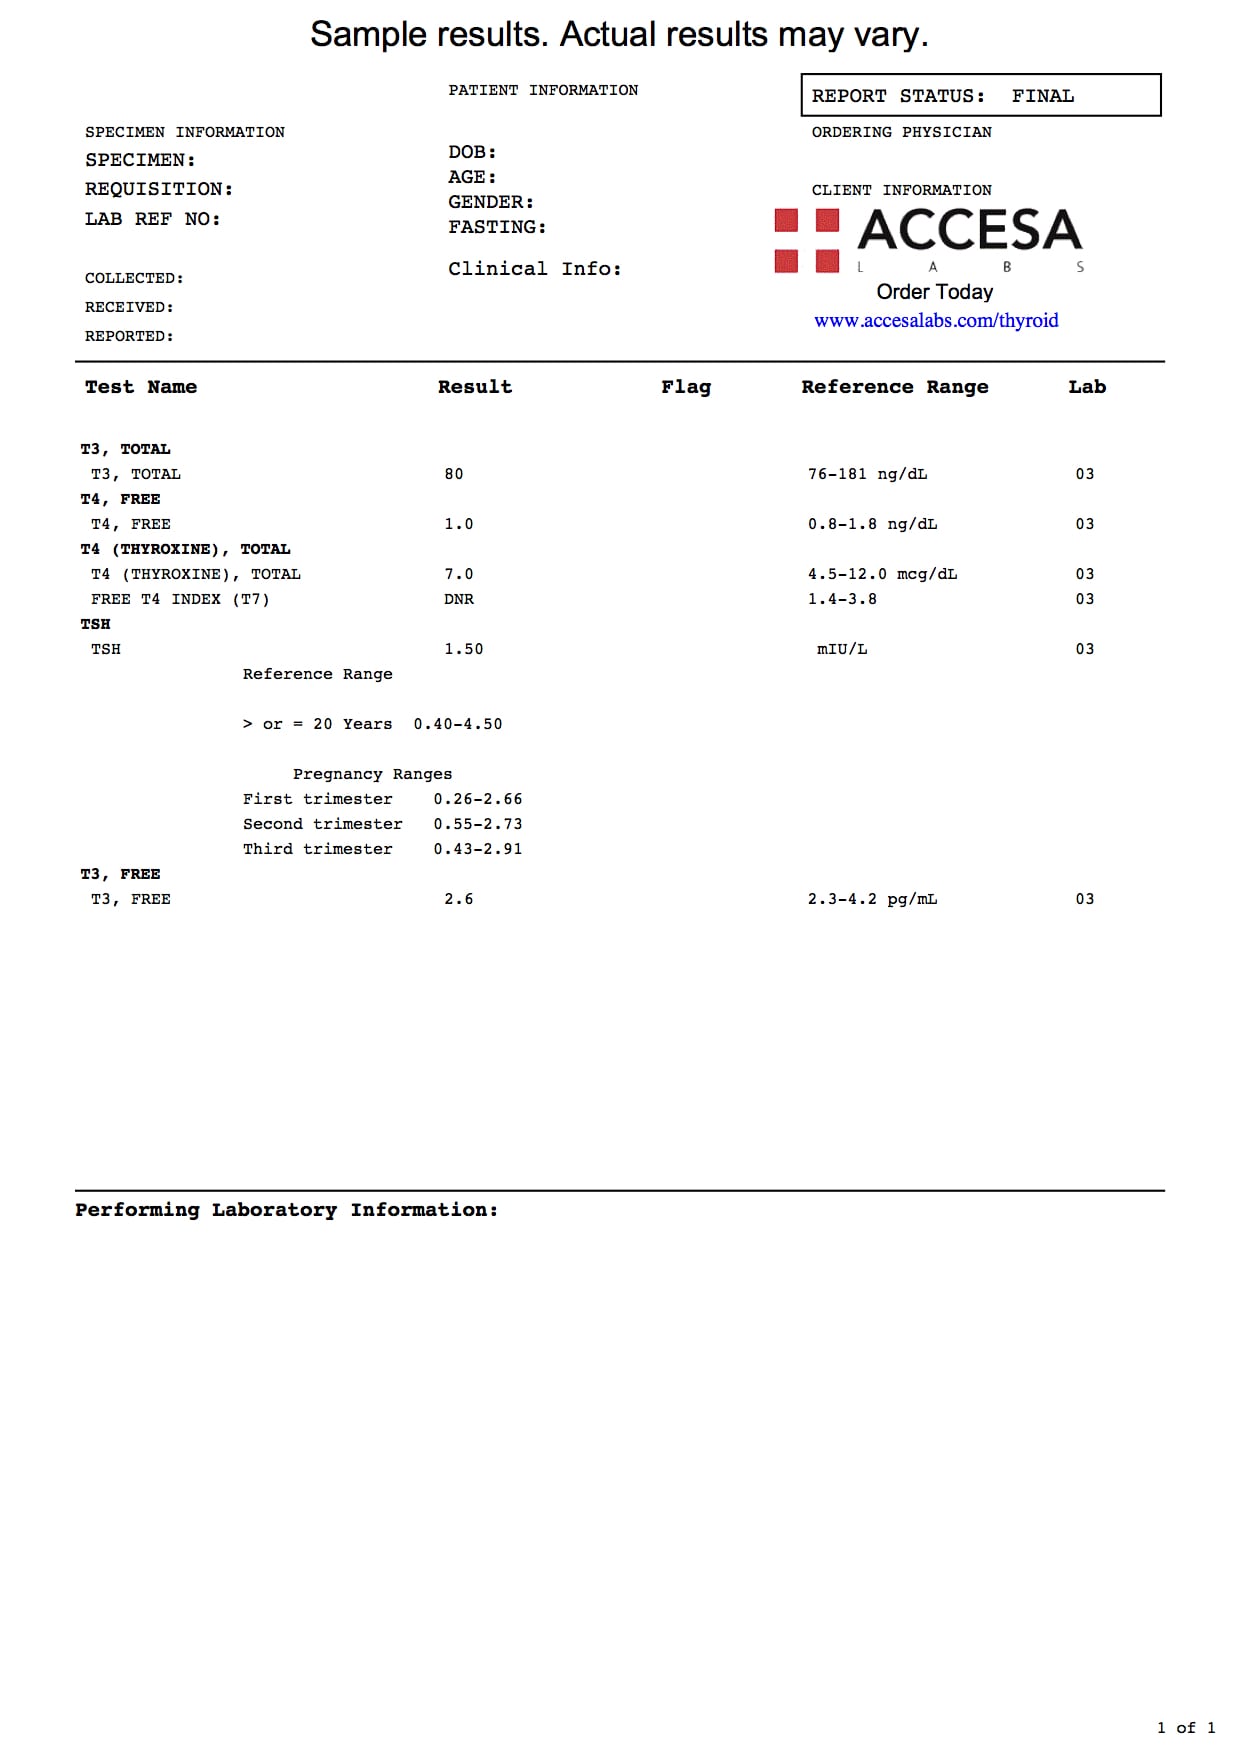 Sample results. Actual results may vary.
PATIENT INFORMATION
REPORT STATUS: FINAL
SPECIMEN INFORMATION
SPECIMEN:
REQUISITION:
LAB REF NO:
COLLECTED:
RECEIVED:
REPORTED:
DOB:
AGE:
GENDER:
FASTING:
Clinical Info:
ORDERING PHYSICIAN
CLIENT INFORMATION
ACCESA
L A B S
Order Today
www.accesalabs.com/thyroid
Test Name Result Flag Reference Range Lab
T3, TOTAL
T3, TOTAL 80 76-181 ng/dL 03
T4, FREE
T4, FREE 1.0 0.8-1.8 ng/dL 03
T4 (THYROXINE), TOTAL
T4 (THYROXINE), TOTAL 7.0 4.5-12.0 mcg/dL 03
FREE T4 INDEX (T7) DNR 1.4-3.8 03
TSH
TSH 1.50 mIU/L 03
Reference Range
> or = 20 Years 0.40-4.50
Pregnancy Ranges
First trimester 0.26-2.66
Second trimester 0.55-2.73
Third trimester 0.43-2.91
T3, FREE
T3, FREE 2.6 2.3-4.2 pg/mL 03
Performing Laboratory Information:
1 of 1